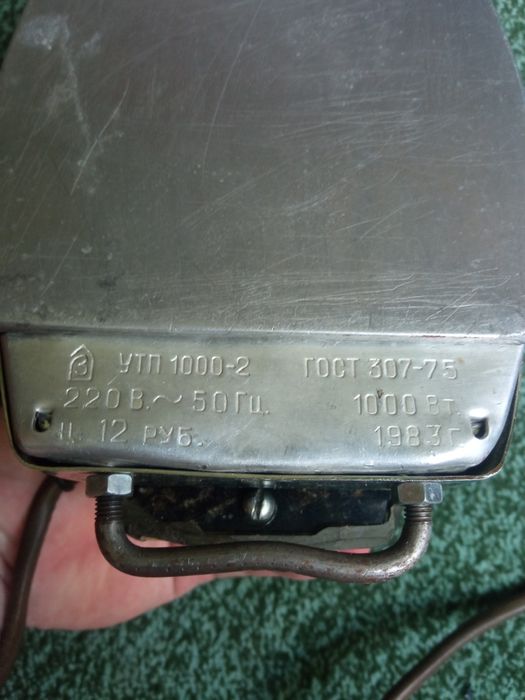 З УТП 1000-2 ГОСТ 307-75
220 В.~ 50 Гц. 1000 Вт.
Ц. 12 РУБ. 1983 г